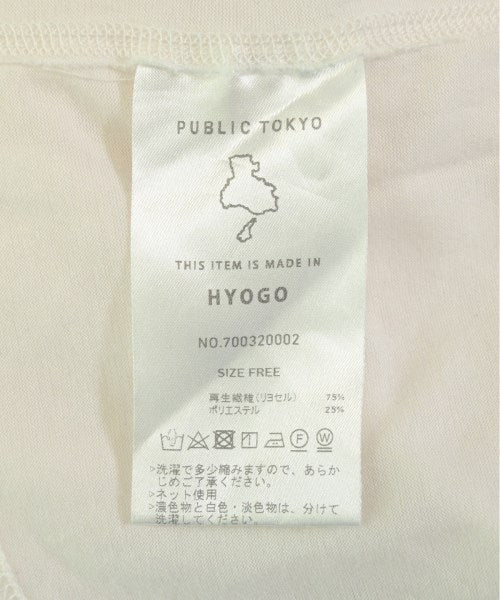 PUBLIC TOKYO
THIS ITEM IS MADE IN
HYOGO
NO.700320002
SIZE FREE
再生繊維(リヨセル) 75%
ポリエステル 25%
>洗濯で多少縮みますので、あらか
じめご了承ください。
>ネット使用
>濃色物と白色・淡色物は、分けて
洗濯してください。